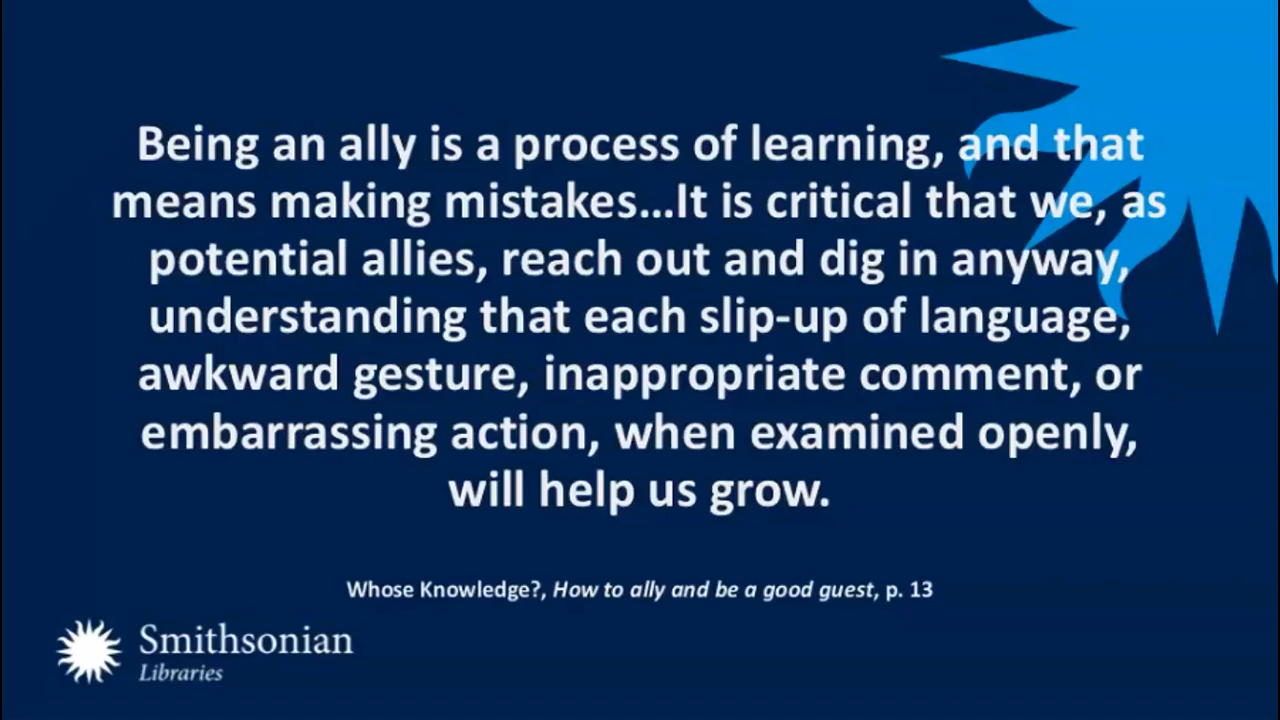 Being an ally is a process of learning, and that
means making mistakes...It is critical that we, as
potential allies, reach out and dig in anyway,
understanding that each slip-up of language,
awkward gesture, inappropriate comment, or
embarrassing action, when examined openly,
will help us grow.
Whose Knowledge?, How to ally and be a good guest, p. 13
Smithsonian
Libraries